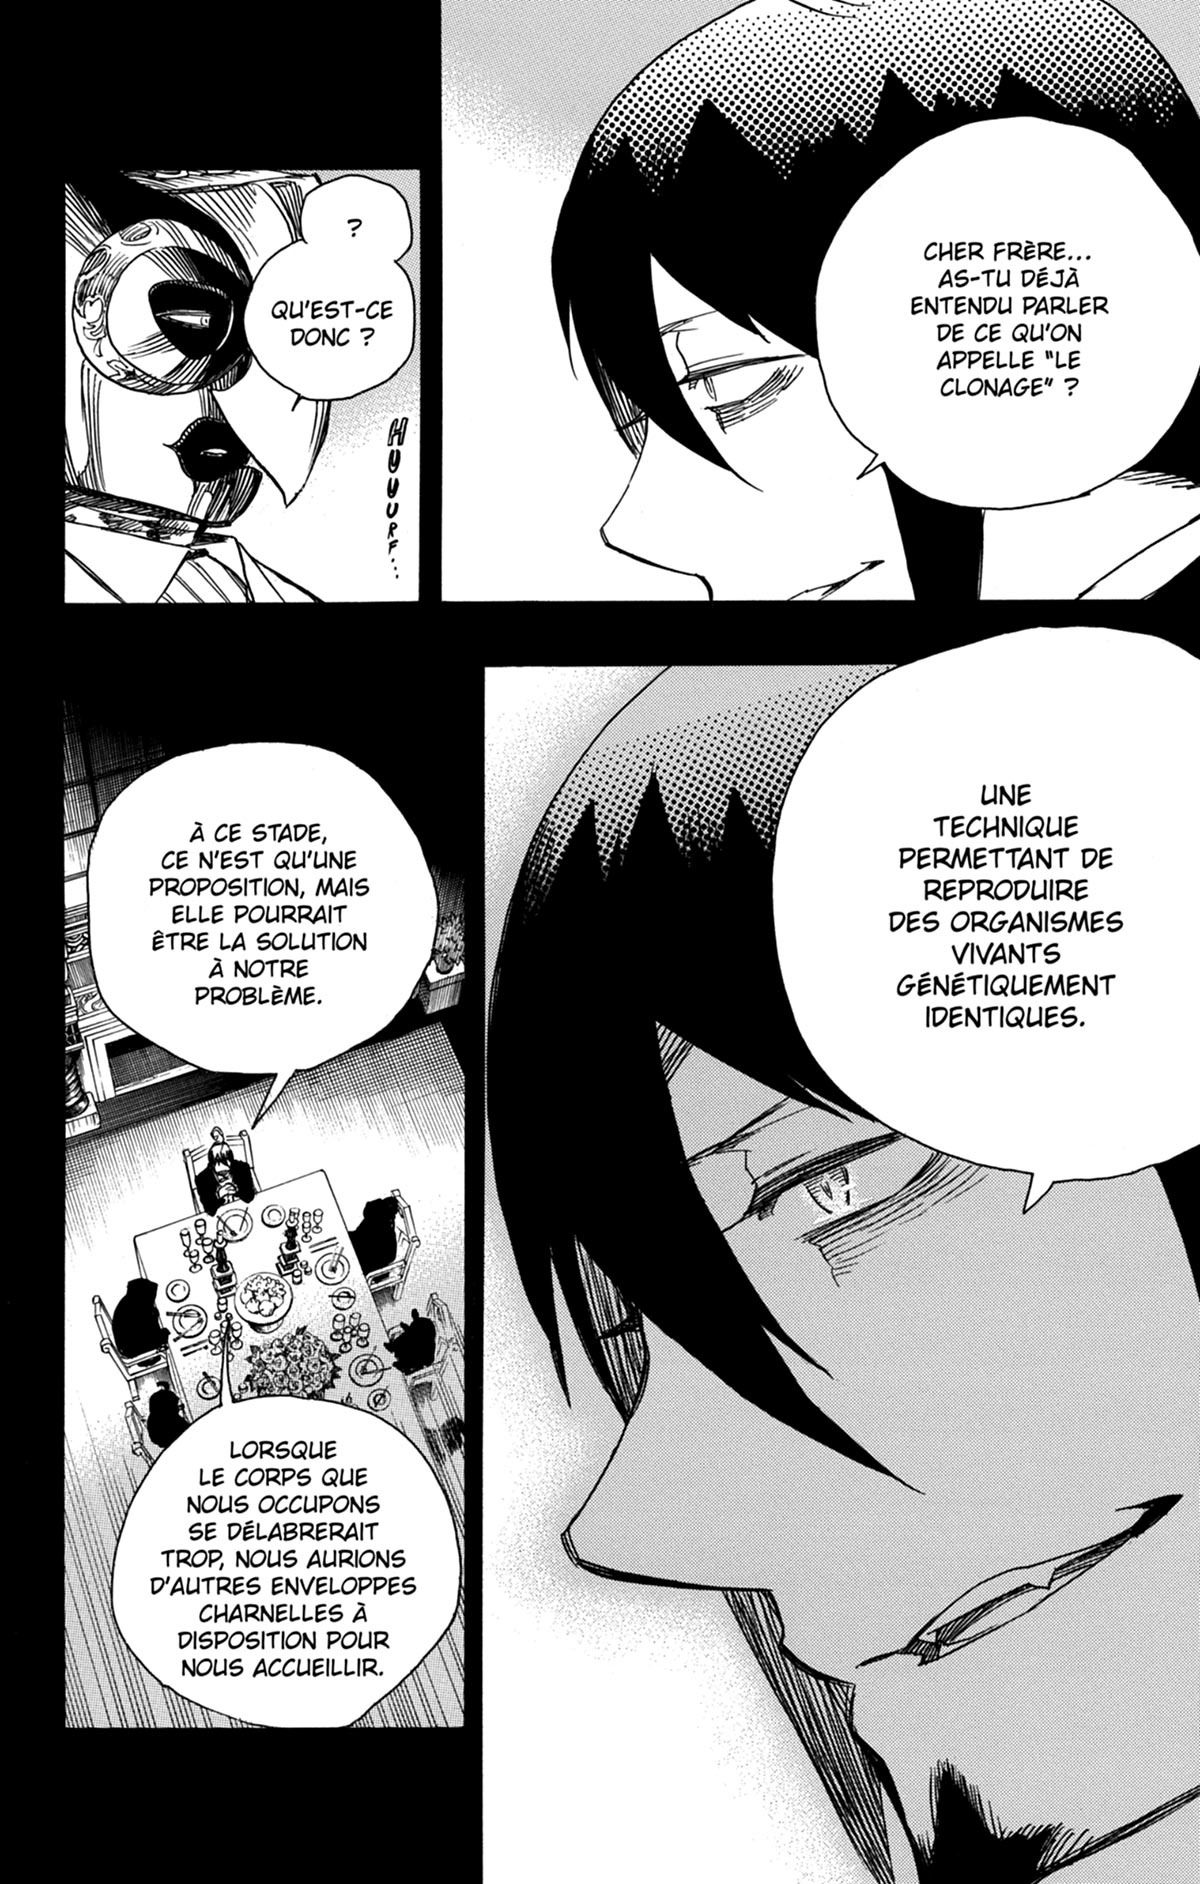 CHER FRÈRE...
AS-TU DÉJÀ
ENTENDU PARLER
DE CE QU'ON
APPELLE "LE
CLONAGE" ?
?
QU'EST-CE
DONC ?
HUUURF...
UNE
TECHNIQUE
PERMETTANT DE
REPRODUIRE
DES ORGANISMES
VIVANTS
GÉNÉTIQUEMENT
IDENTIQUES.
À CE STADE,
CE N'EST QU'UNE
PROPOSITION, MAIS
ELLE POURRAIT
ÊTRE LA SOLUTION
À NOTRE
PROBLÈME.
LORSQUE
LE CORPS QUE
NOUS OCCUPONS
SE DÉLABRERAIT
TROP, NOUS AURIONS
D'AUTRES ENVELOPPES
CHARNELLES À
DISPOSITION POUR
NOUS ACCUEILLIR.